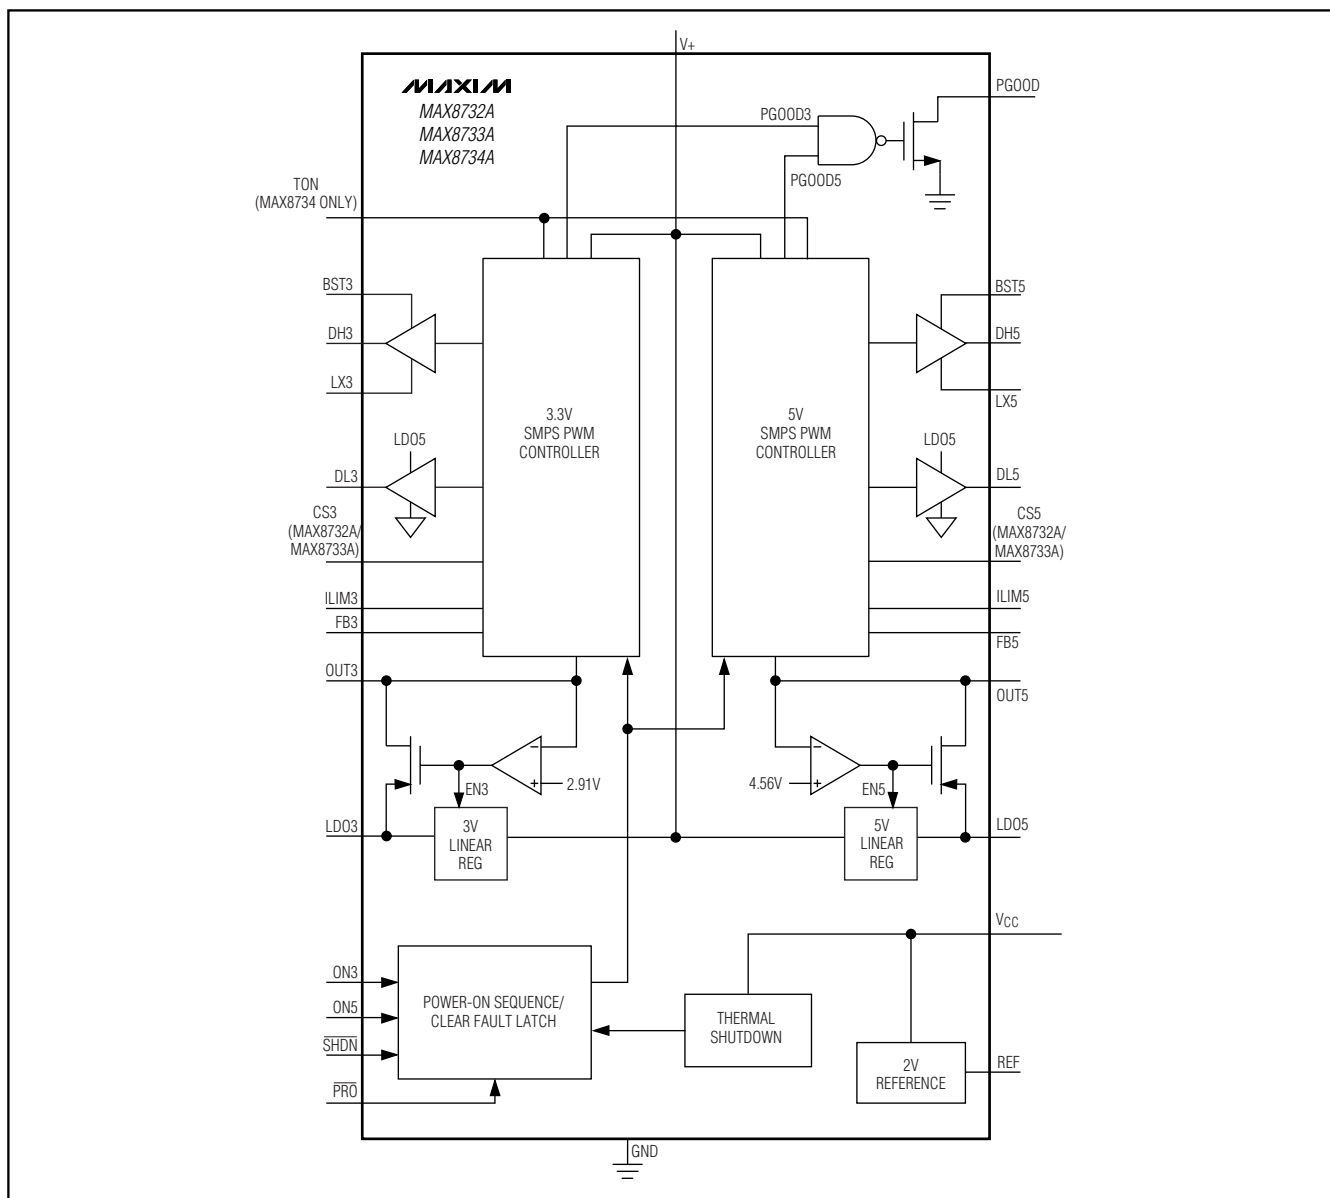 V+
MAXIM
MAX8732A
MAX8733A
MAX8734A
PGOOD
PGOOD3
PGOOD5
TON
(MAX8734 ONLY)
BST3
DH3
LX3
LDO5
DL3
CS3
(MAX8732A/
MAX8733A)
ILIM3
FB3
OUT3
3.3V
SMPS PWM
CONTROLLER
5V
SMPS PWM
CONTROLLER
BST5
DH5
LX5
LDO5
DL5
CS5
(MAX8732A/
MAX8733A)
ILIM5
FB5
OUT5
2.91V
EN3
4.56V
EN5
LDO3
3V
LINEAR
REG
5V
LINEAR
REG
LDO5
VCC
ON3
ON5
SHDN
PRO
POWER-ON SEQUENCE/
CLEAR FAULT LATCH
THERMAL
SHUTDOWN
2V
REFERENCE
REF
GND